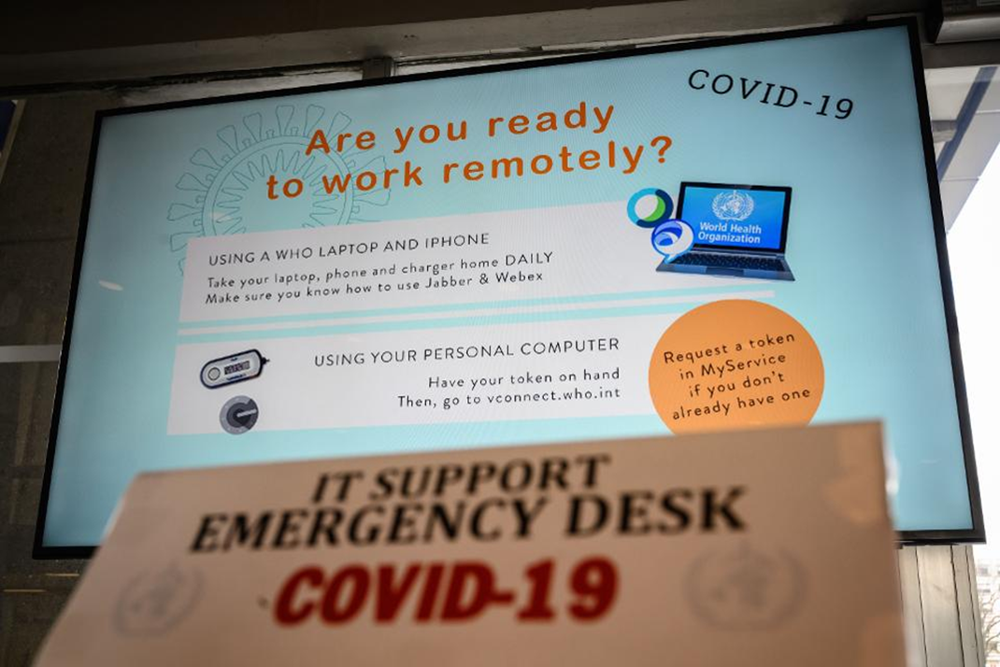 COVID-19
Are you ready
to work remotely?
World Health
Organization
USING A WHO LAPTOP AND IPHONE
Take your laptop, phone and charger home DAILY
Make sure you know how to use Jabber & Webex
USING YOUR PERSONAL COMPUTER
Have your token on hand
Then, go to vconnect.who.int
Request a token
in MyService
if you don't
already have one
IT SUPPORT
EMERGENCY DESK
COVID-19